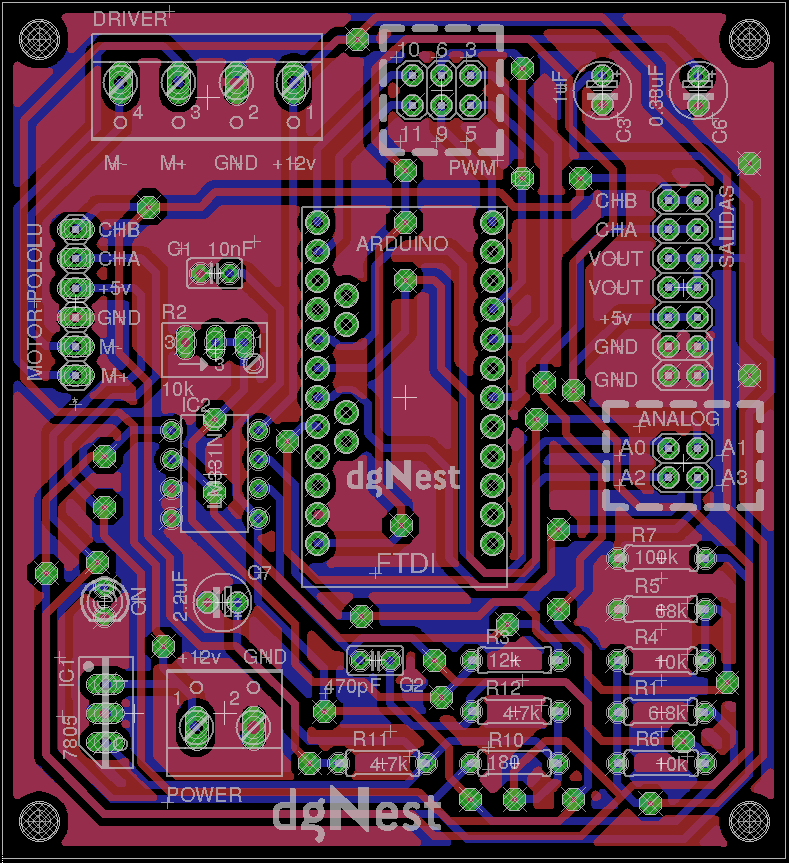 DRIVER
10 6 3
11 9 5
PWM
4 3 2 1
M- M+ GND +12v
1uF
C3
0.38uF
C6
MOTOR-POLOLU
CHB
CHA
+5v
GND
M-
M+
C1 10nF
R2
3 1
10k
ARDUINO
dgNest
FTDI
SALIDAS
CHB
CHA
VOUT
VOUT
+5v
GND
GND
ANALOG
A0 A1
A2 A3
IC2
LM331N
ON
2.2uF
C7
IC1
7805
+12v GND
1 2
POWER
470pF C2
R3
12k
R12
47k
R11
47k
R10
180
R7
100k
R5
68k
R4
10k
R1
68k
R6
10k
dgNest